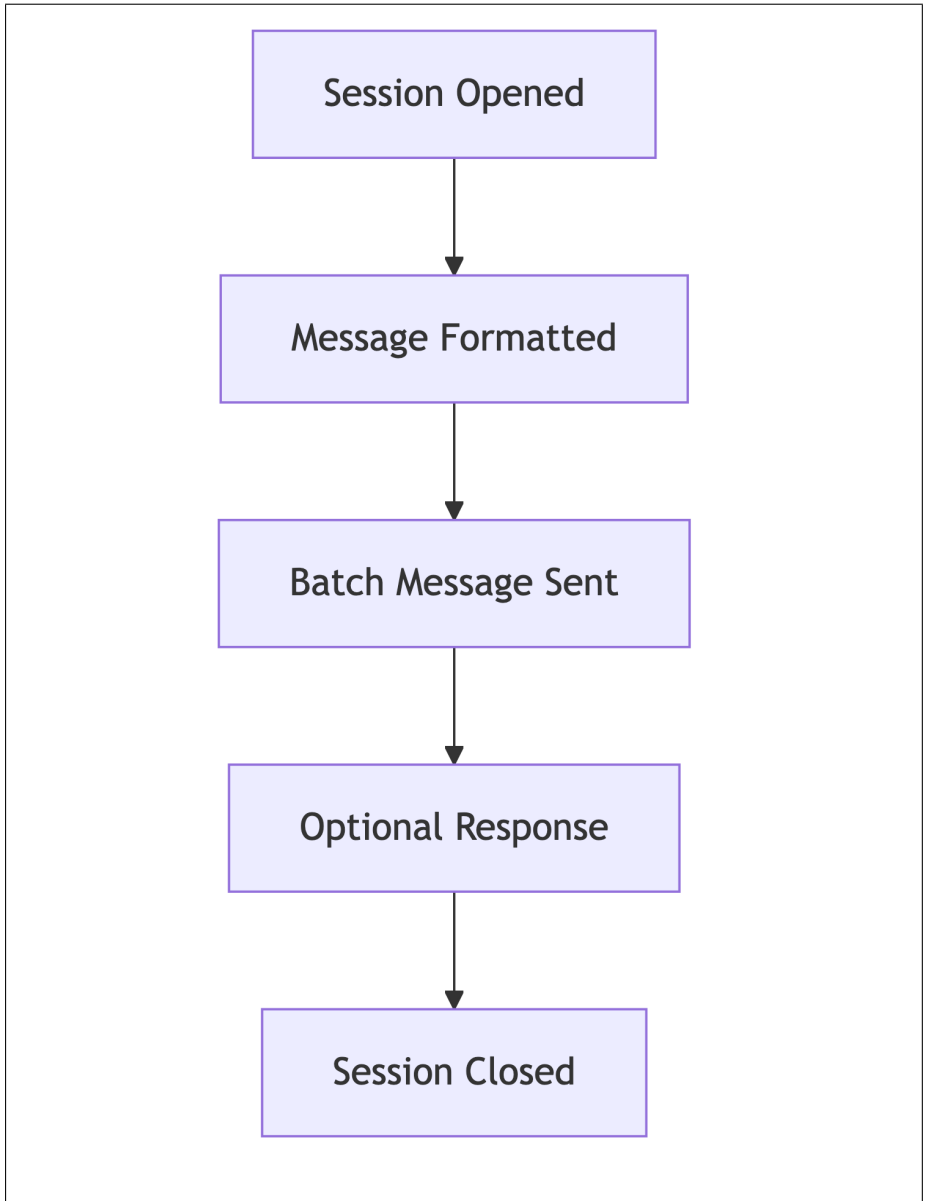 Session Opened
Message Formatted
Batch Message Sent
Optional Response
Session Closed